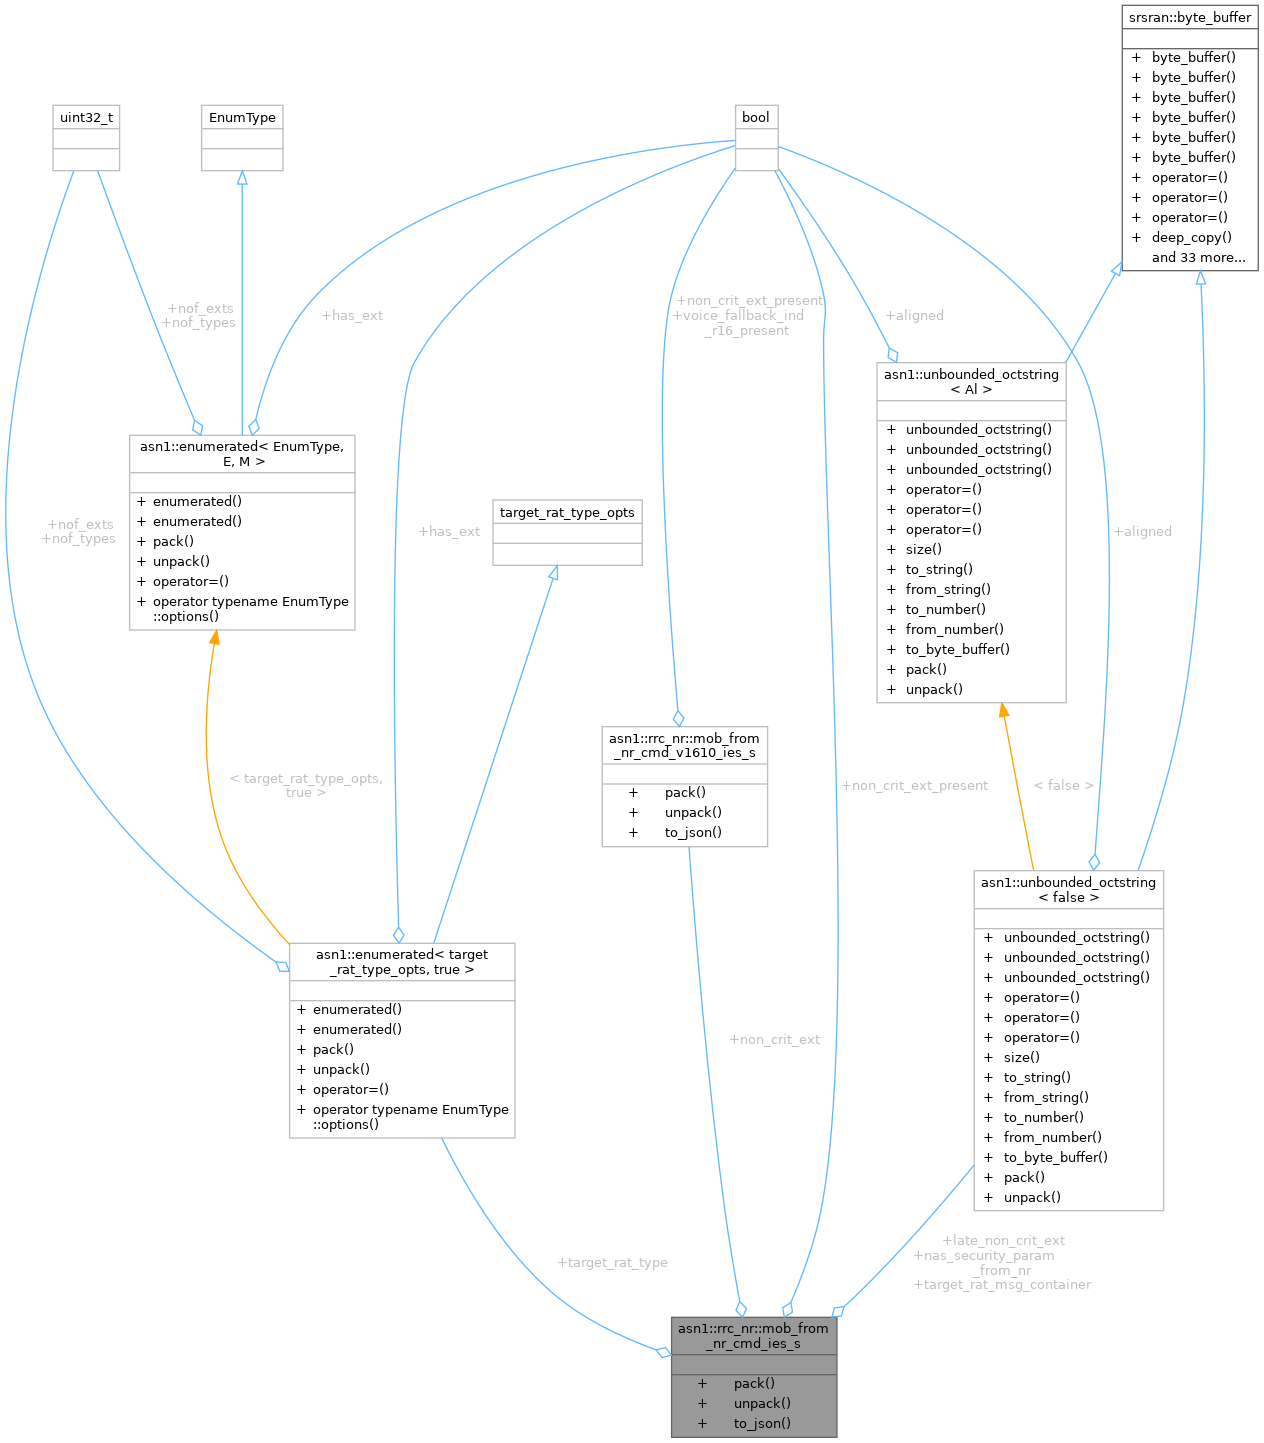 srsran::byte_buffer
+ byte_buffer()
+ byte_buffer()
+ byte_buffer()
+ byte_buffer()
+ byte_buffer()
+ byte_buffer()
+ operator=()
+ operator=()
+ operator=()
+ deep_copy()
and 33 more...
uint32_t
EnumType
bool
+nof_exts
+nof_types
+has_ext
+non_crit_ext_present
+voice_fallback_ind
_r16_present
+aligned
asn1::unbounded_octstring
< Al >
+ unbounded_octstring()
+ unbounded_octstring()
+ unbounded_octstring()
+ operator=()
+ operator=()
+ operator=()
+ size()
+ to_string()
+ from_string()
+ to_number()
+ from_number()
+ to_byte_buffer()
+ pack()
+ unpack()
asn1::enumerated< EnumType,
E, M >
+ enumerated()
+ enumerated()
+ pack()
+ unpack()
+ operator=()
+ operator typename EnumType
::options()
target_rat_type_opts
+nof_exts
+nof_types
+has_ext
+aligned
asn1::rrc_nr::mob_from
_nr_cmd_v1610_ies_s
+ pack()
+ unpack()
+ to_json()
< target_rat_type_opts,
true >
+non_crit_ext_present
< false >
asn1::unbounded_octstring
< false >
+ unbounded_octstring()
+ unbounded_octstring()
+ unbounded_octstring()
+ operator=()
+ operator=()
+ operator=()
+ size()
+ to_string()
+ from_string()
+ to_number()
+ from_number()
+ to_byte_buffer()
+ pack()
+ unpack()
asn1::enumerated< target
_rat_type_opts, true >
+ enumerated()
+ enumerated()
+ pack()
+ unpack()
+ operator=()
+ operator typename EnumType
::options()
+non_crit_ext
+target_rat_type
+late_non_crit_ext
+nas_security_param
_from_nr
+target_rat_msg_container
asn1::rrc_nr::mob_from
_nr_cmd_ies_s
+ pack()
+ unpack()
+ to_json()